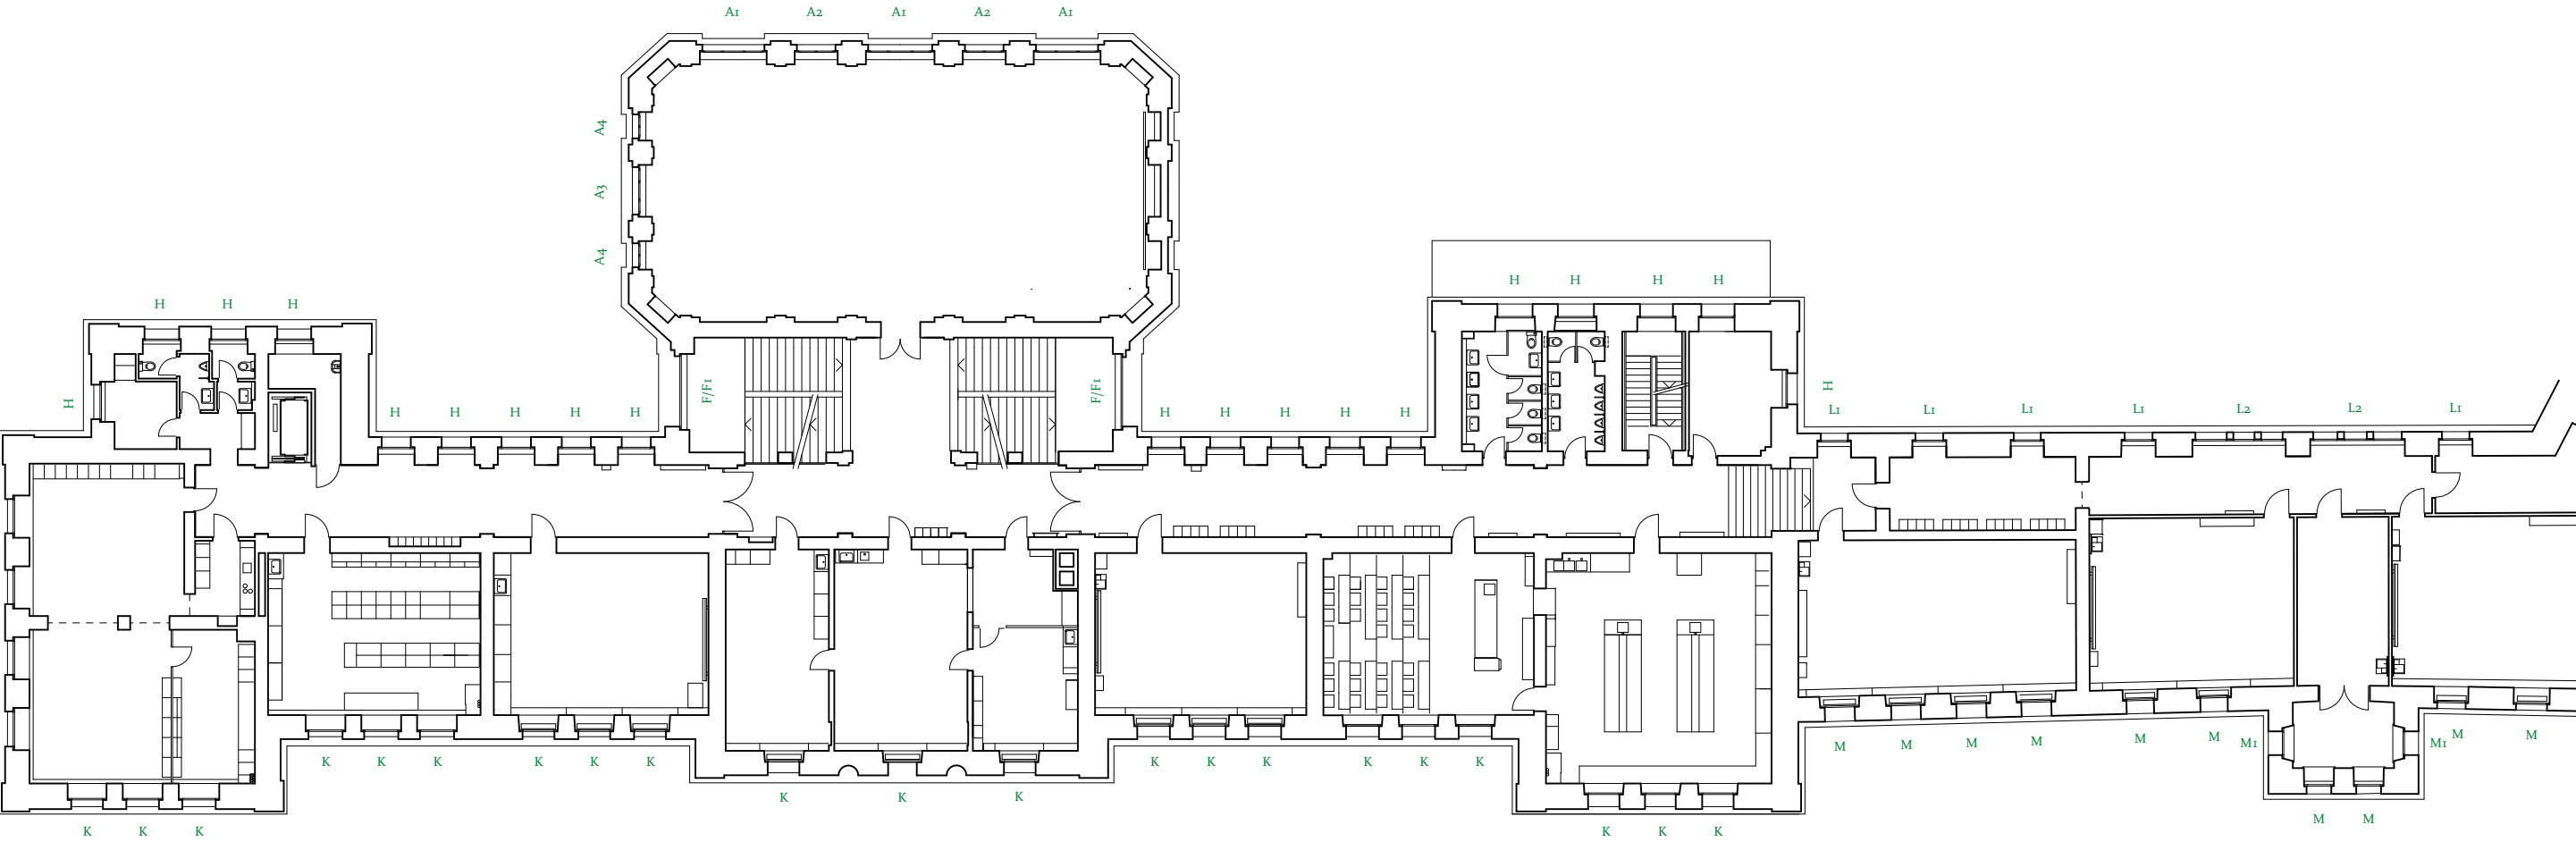 A1 A2 A1 A2 A1
A4
A3
A4
H H H H
H H H
F/F1 F/F1
H
H
H H H H H
H H H H H
L1 L1 L1 L1 L2 L2 L1
M M M M M M M1 M1 M M
K K K K K K
K K K K K K
K K K
M M
K K K
K K K